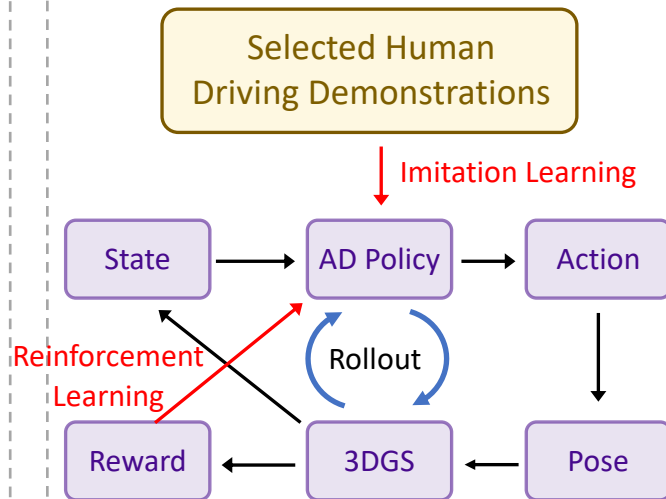 Selected Human
Driving Demonstrations
Imitation Learning
State
AD Policy
Action
Reinforcement
Learning
Rollout
Reward
3DGS
Pose